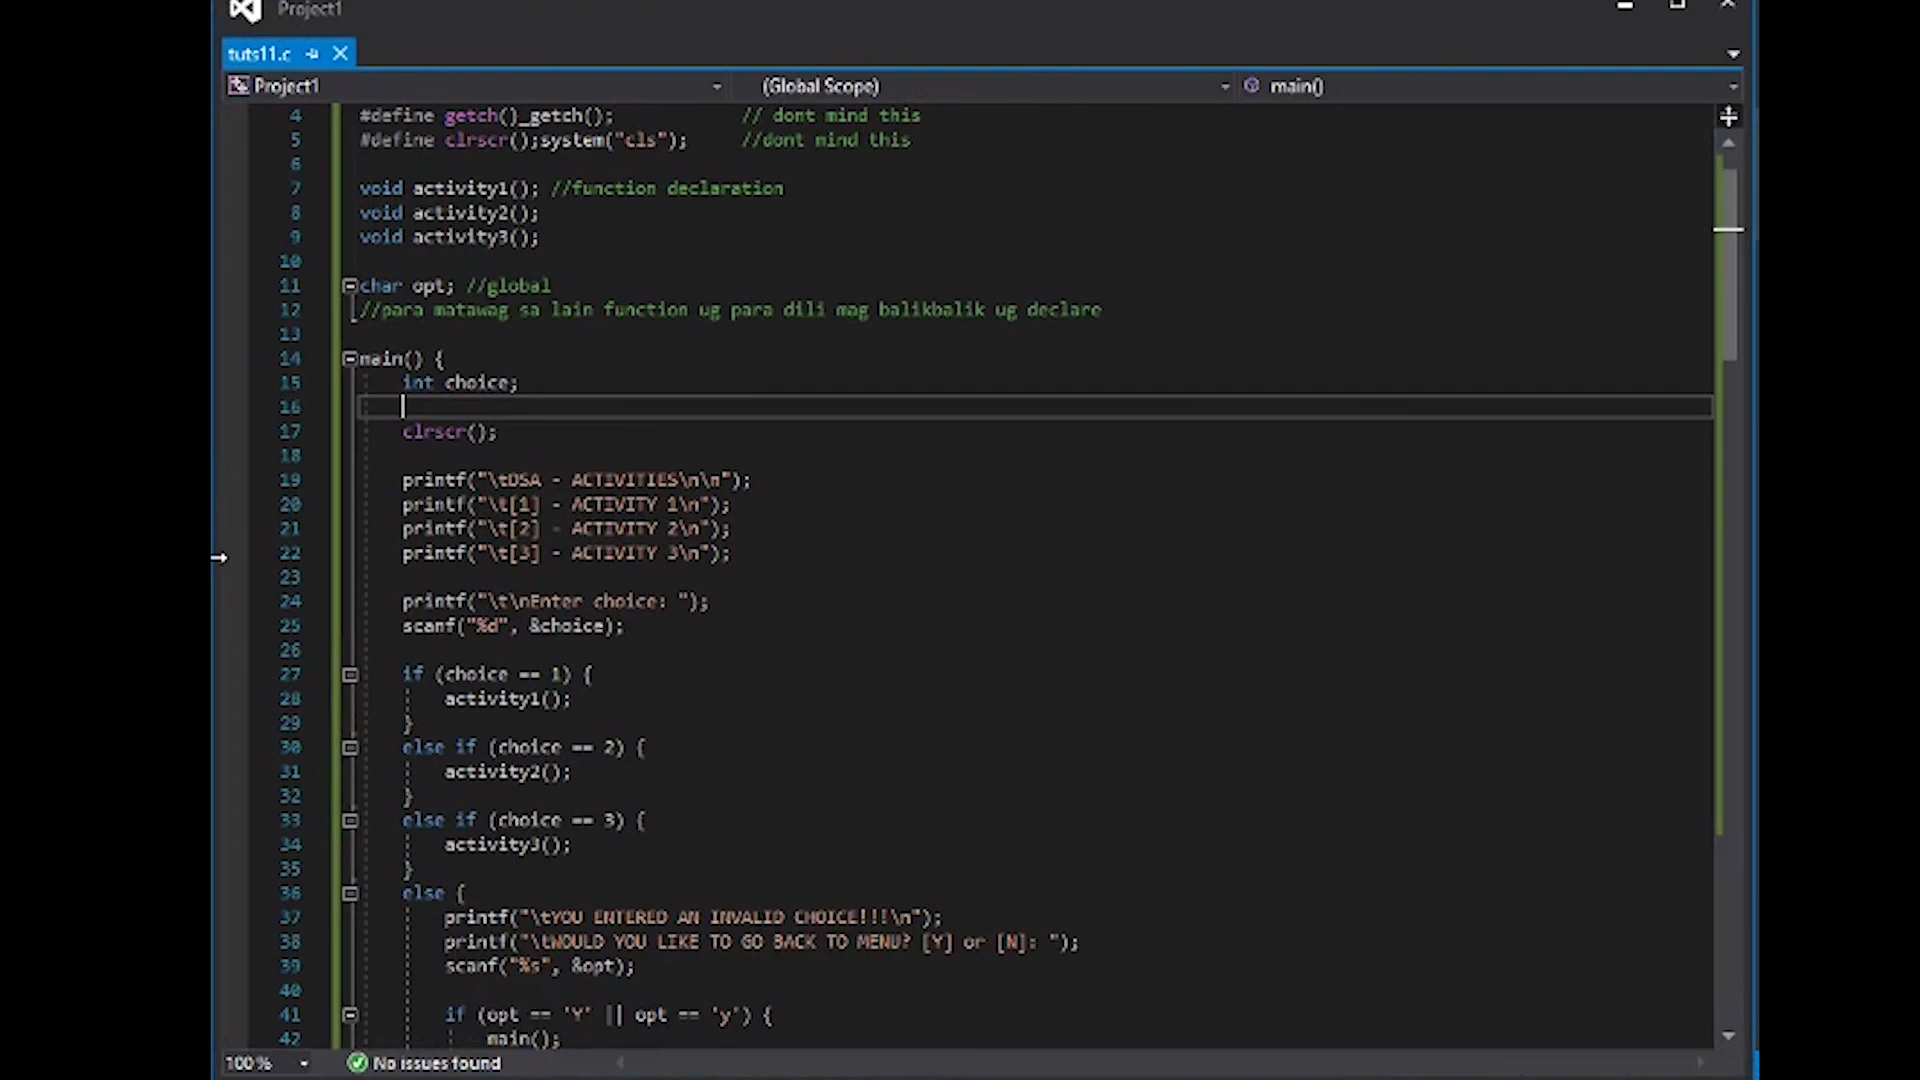 Project1
tuts11.c
Project1 (Global Scope) main()
4 #define getch()_getch(); // dont mind this
5 #define clrscr();system("cls"); //dont mind this
6
7 void activity1(); //function declaration
8 void activity2();
9 void activity3();
10
11 char opt; //global
12 //para matawag sa lain function ug para dili mag balikbalik ug declare
13
14 main() {
15 int choice;
16
17 clrscr();
18
19 printf("\tDSA - ACTIVITIES\n\n");
20 printf("\t[1] - ACTIVITY 1\n");
21 printf("\t[2] - ACTIVITY 2\n");
22 printf("\t[3] - ACTIVITY 3\n");
23
24 printf("\t\nEnter choice: ");
25 scanf("%d", &choice);
26
27 if (choice == 1) {
28 activity1();
29 }
30 else if (choice == 2) {
31 activity2();
32 }
33 else if (choice == 3) {
34 activity3();
35 }
36 else {
37 printf("\tYOU ENTERED AN INVALID CHOICE!!!\n");
38 printf("\tWOULD YOU LIKE TO GO BACK TO MENU? [Y] or [N]: ");
39 scanf("%s", &opt);
40
41 if (opt == 'Y' || opt == 'y') {
42 main();
100 % No issues found